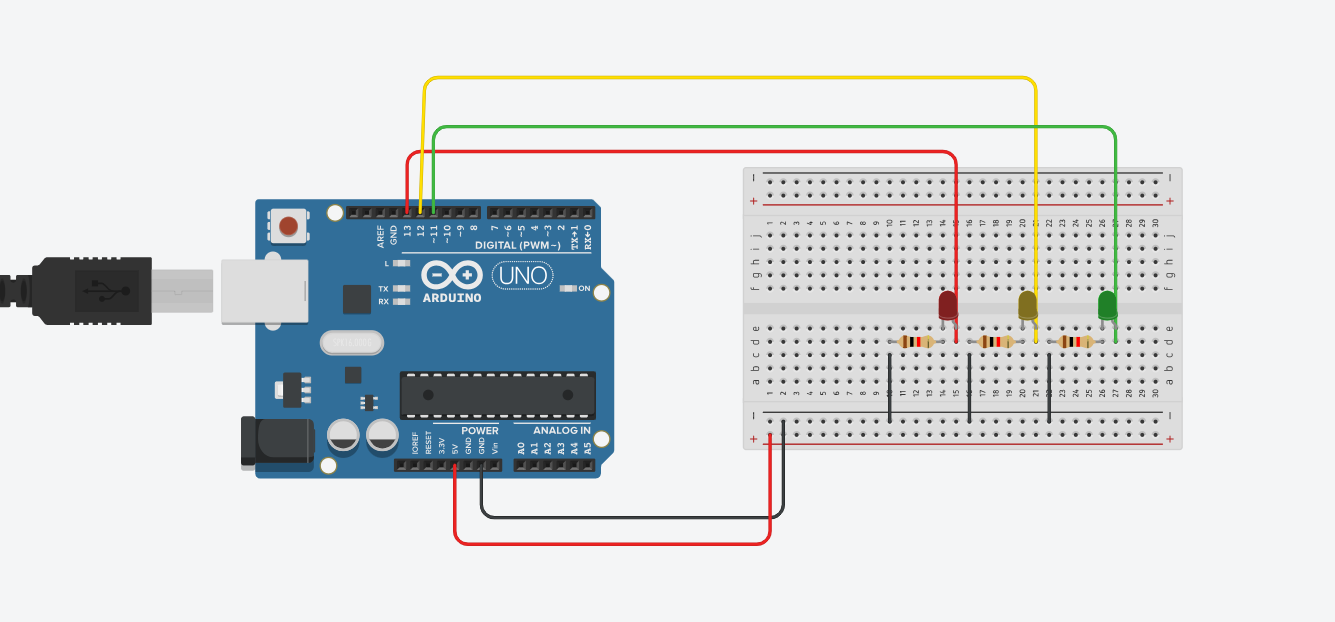 AREF
GND
13
12
~11
~10
~9
8
7
~6
~5
4
~3
2
TX→1
RX←0
DIGITAL (PWM~)
L
TX
RX
ARDUINO
UNO
ON
POWER
ANALOG IN
IOREF
RESET
3.3V
5V
GND
GND
Vin
A0
A1
A2
A3
A4
A5
− −
+ +
1 2 3 4 5 6 7 8 9 10 11 12 13 14 15 16 17 18 19 20 21 22 23 24 25 26 27 28 29 30
j j
i i
h h
g g
f f
e e
d d
c c
b b
a a
1 2 3 4 5 6 7 8 9 10 11 12 13 14 15 16 17 18 19 20 21 22 23 24 25 26 27 28 29 30
− −
+ +